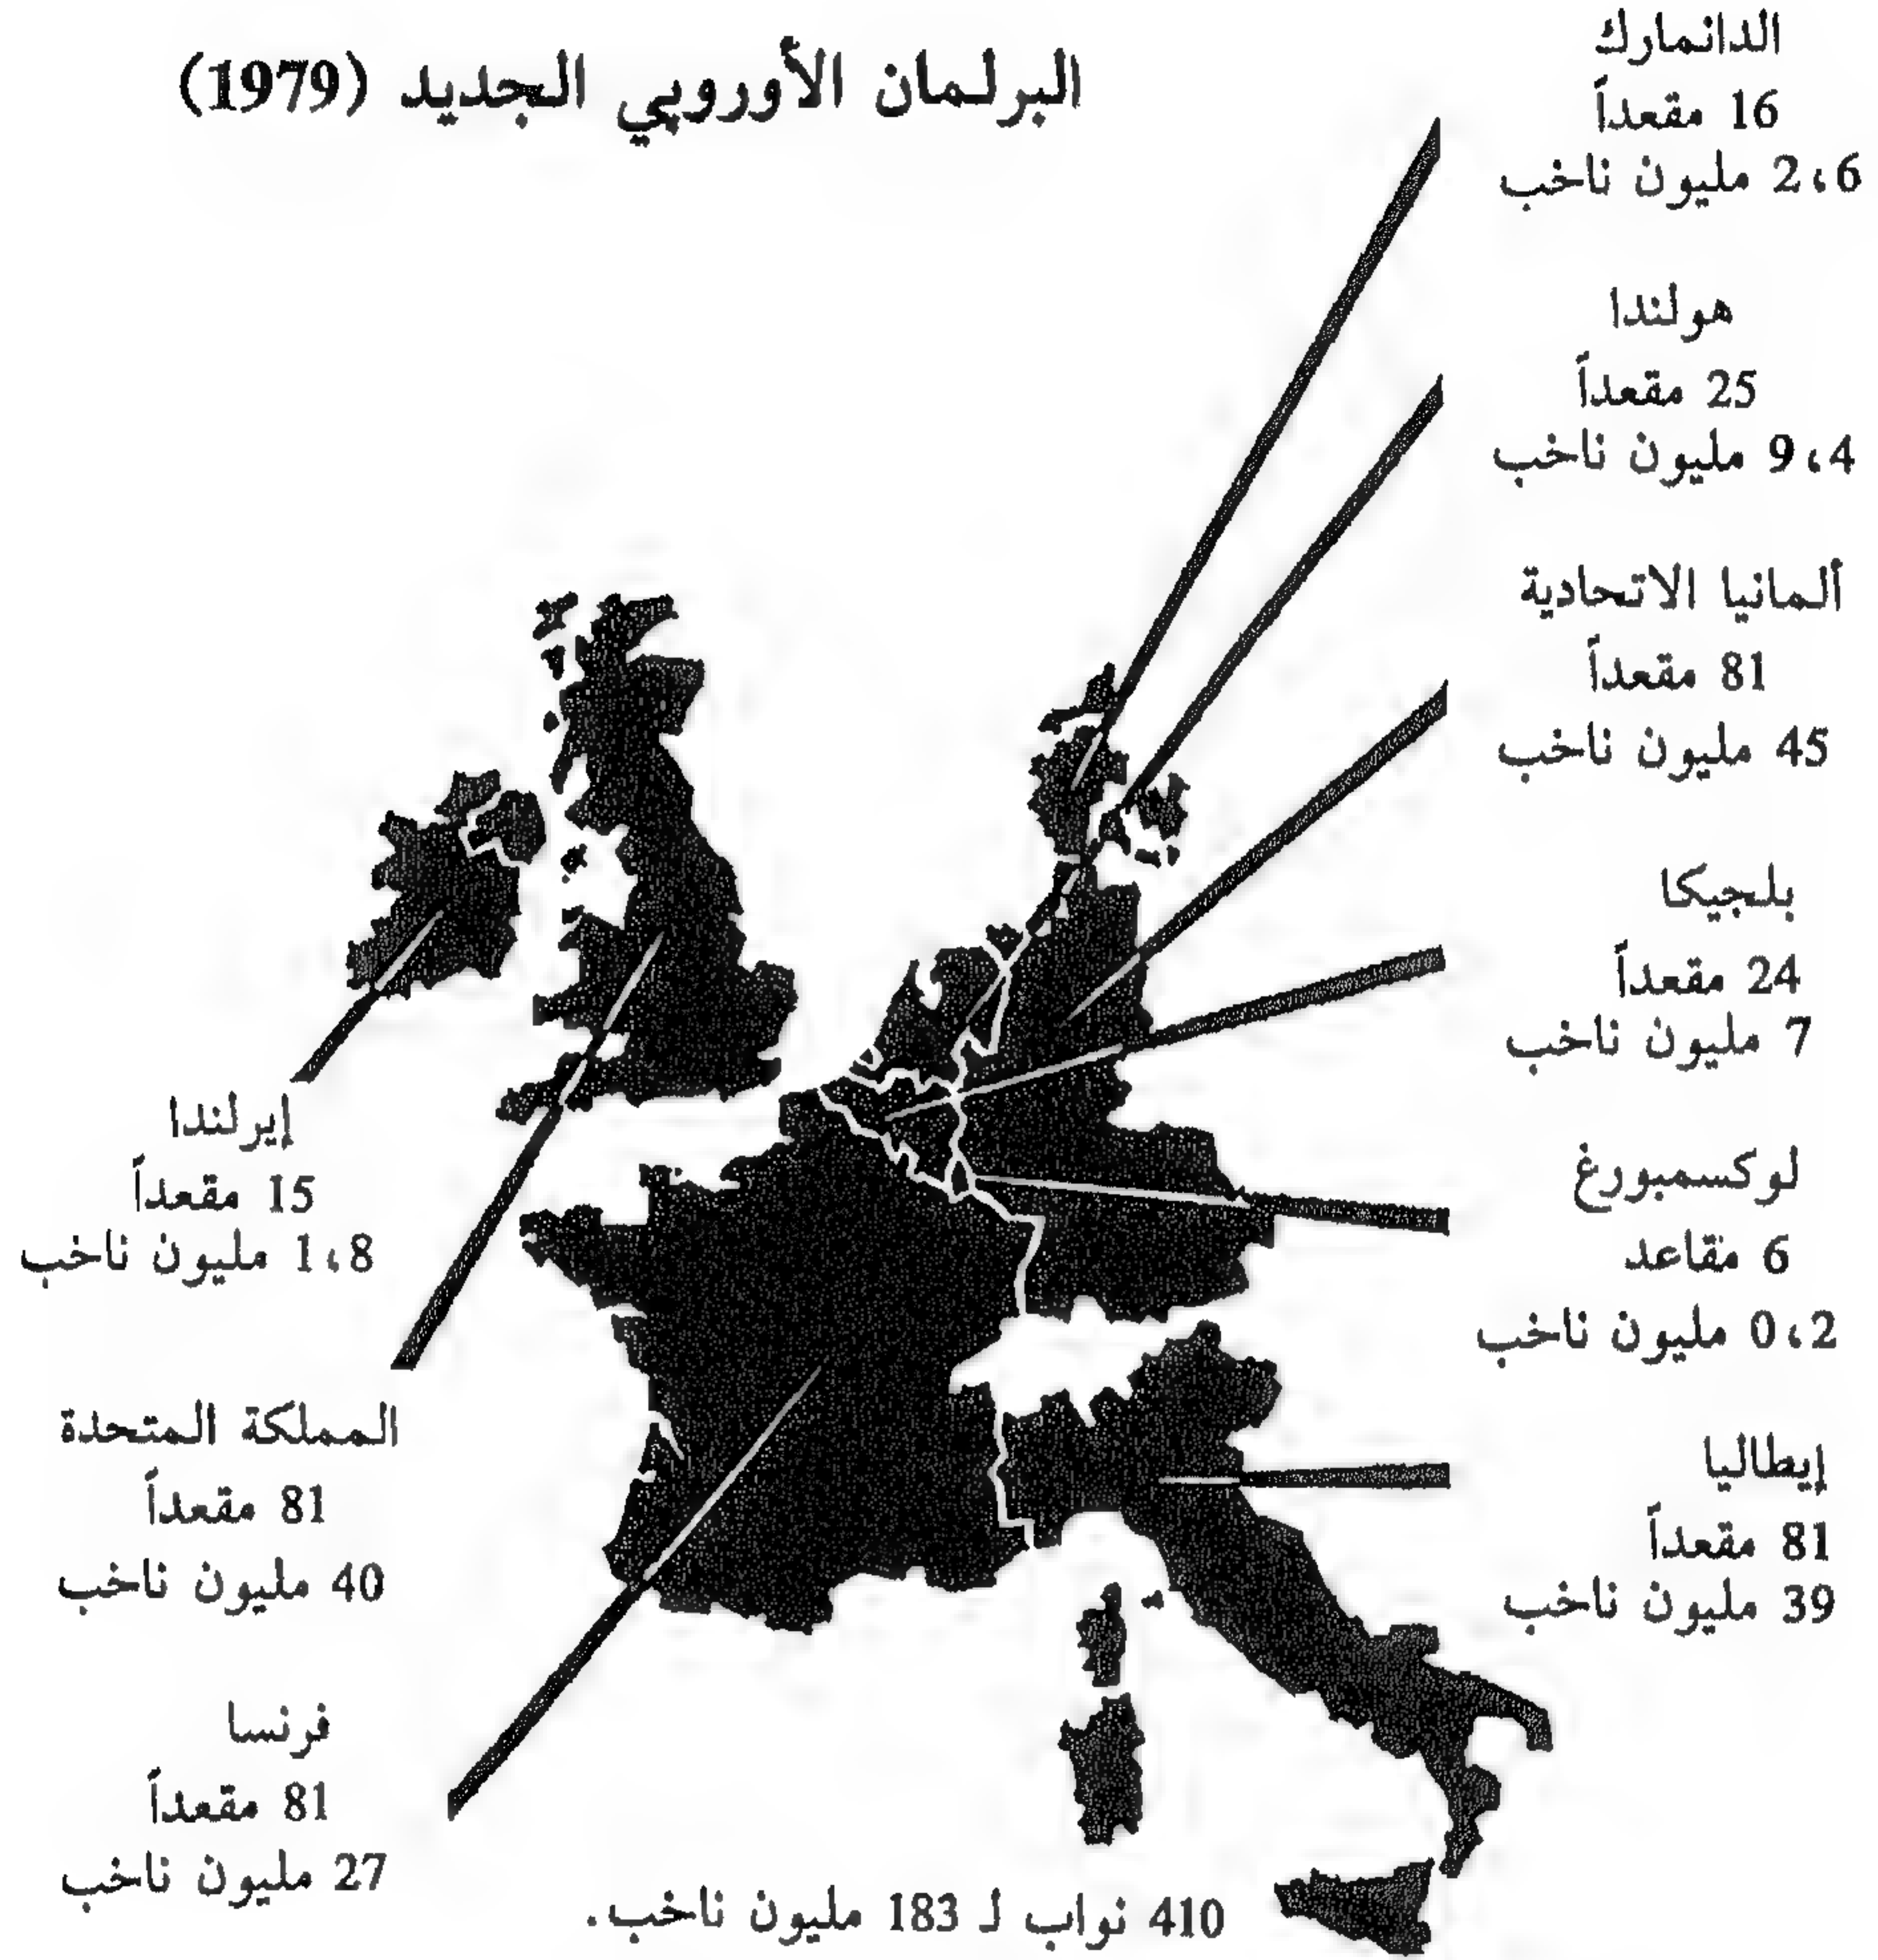 البرلمان الأوروبي الجديد (1979)
الدانمارك
16 مقعداً
2،6 مليون ناخب
هولندا
25 مقعداً
9،4 مليون ناخب
ألمانيا الاتحادية
81 مقعداً
45 مليون ناخب
بلجيكا
24 مقعداً
7 مليون ناخب
لوكسمبورغ
6 مقاعد
0،2 مليون ناخب
إيطاليا
81 مقعداً
39 مليون ناخب
إيرلندا
15 مقعداً
1،8 مليون ناخب
المملكة المتحدة
81 مقعداً
40 مليون ناخب
فرنسا
81 مقعداً
27 مليون ناخب
410 نواب لـ 183 مليون ناخب.